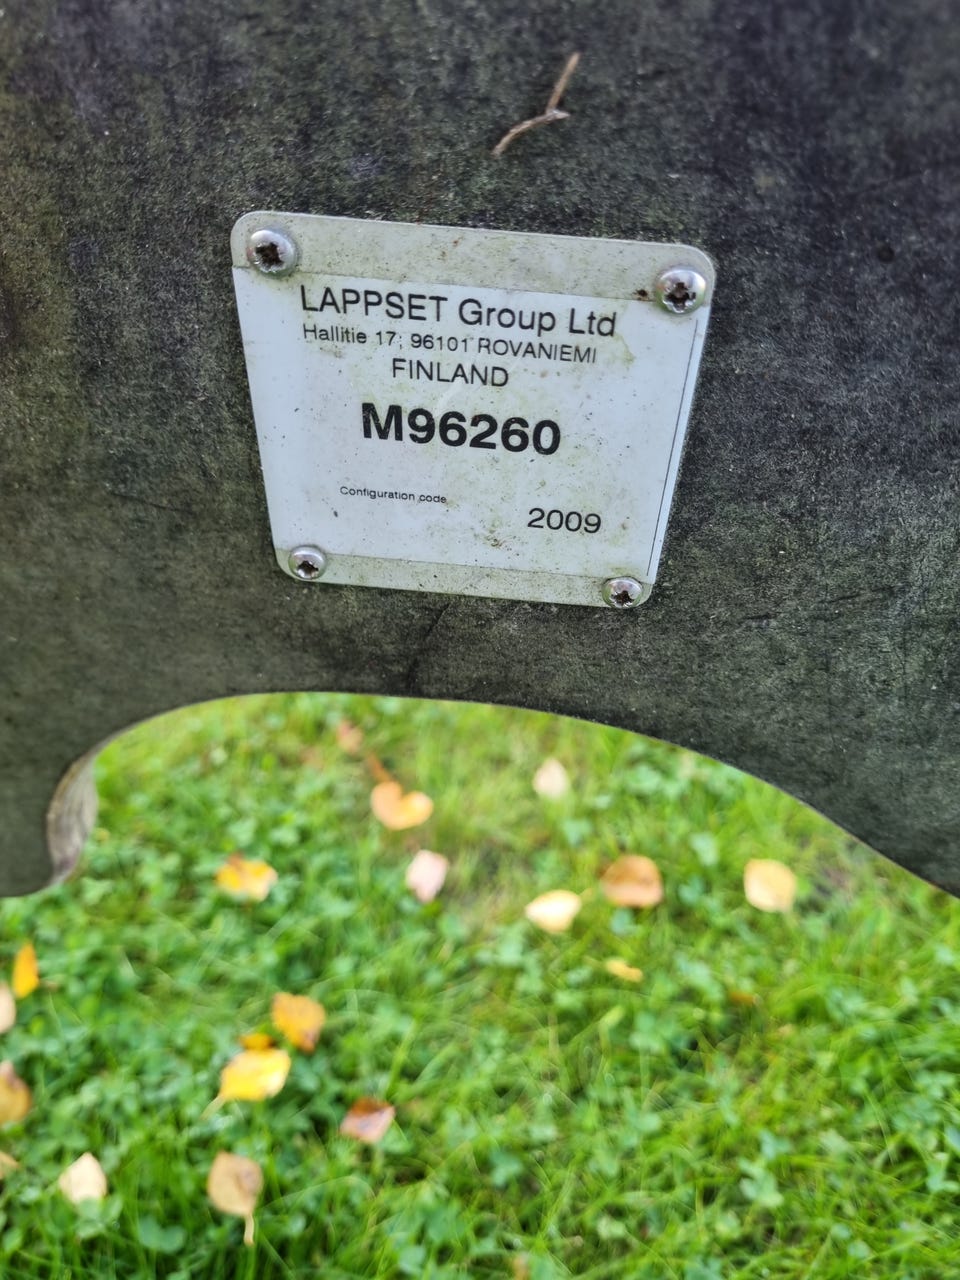 LAPPSET Group Ltd
Hallitie 17, 96101 ROVANIEMI
FINLAND
M96260
Configuration code
2009